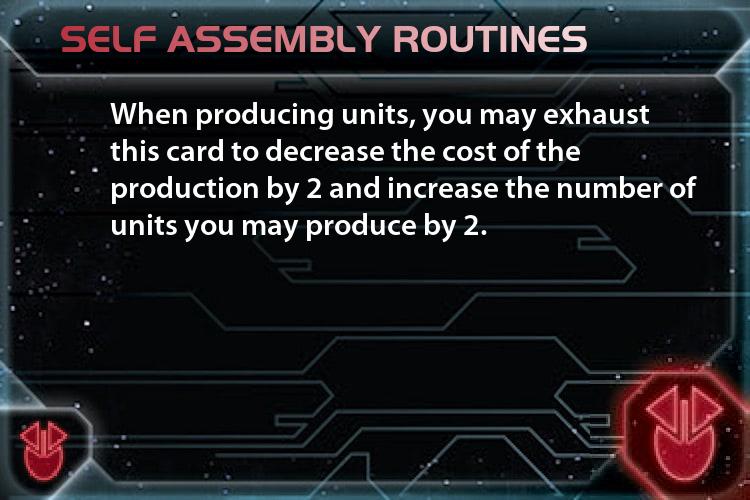 SELF ASSEMBLY ROUTINES
When producing units, you may exhaust
this card to decrease the cost of the
production by 2 and increase the number of
units you may produce by 2.